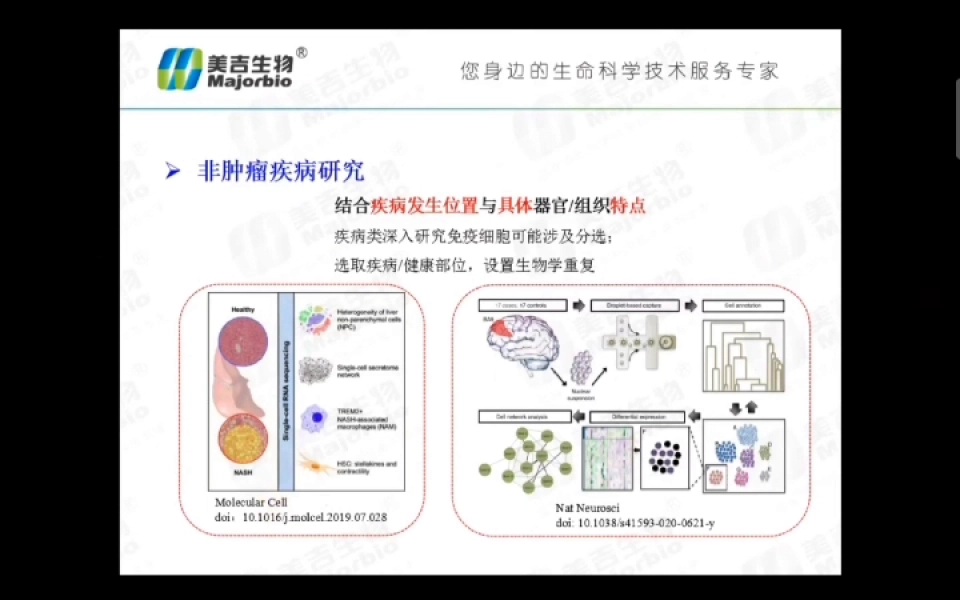 美吉生物®
Majorbio
您身边的生命科学技术服务专家
➢ 非肿瘤疾病研究
结合疾病发生位置与具体器官/组织特点
疾病类深入研究免疫细胞可能涉及分选；
选取疾病/健康部位，设置生物学重复
Healthy
NASH
Single-cell RNA sequencing
Heterogeneity of liver
non-parenchymal cells
(NPC)
Single-cell secretome
network
TREM2+
NASH-associated
macrophages (NAM)
HSC: stellakines and
contractility
Molecular Cell
doi：10.1016/j.molcel.2019.07.028
17 cases, 17 controls
Droplet-based capture
Cell annotation
Nuclear
suspension
Cell network analysis
Differential expression
Nat Neurosci
doi: 10.1038/s41593-020-0621-y